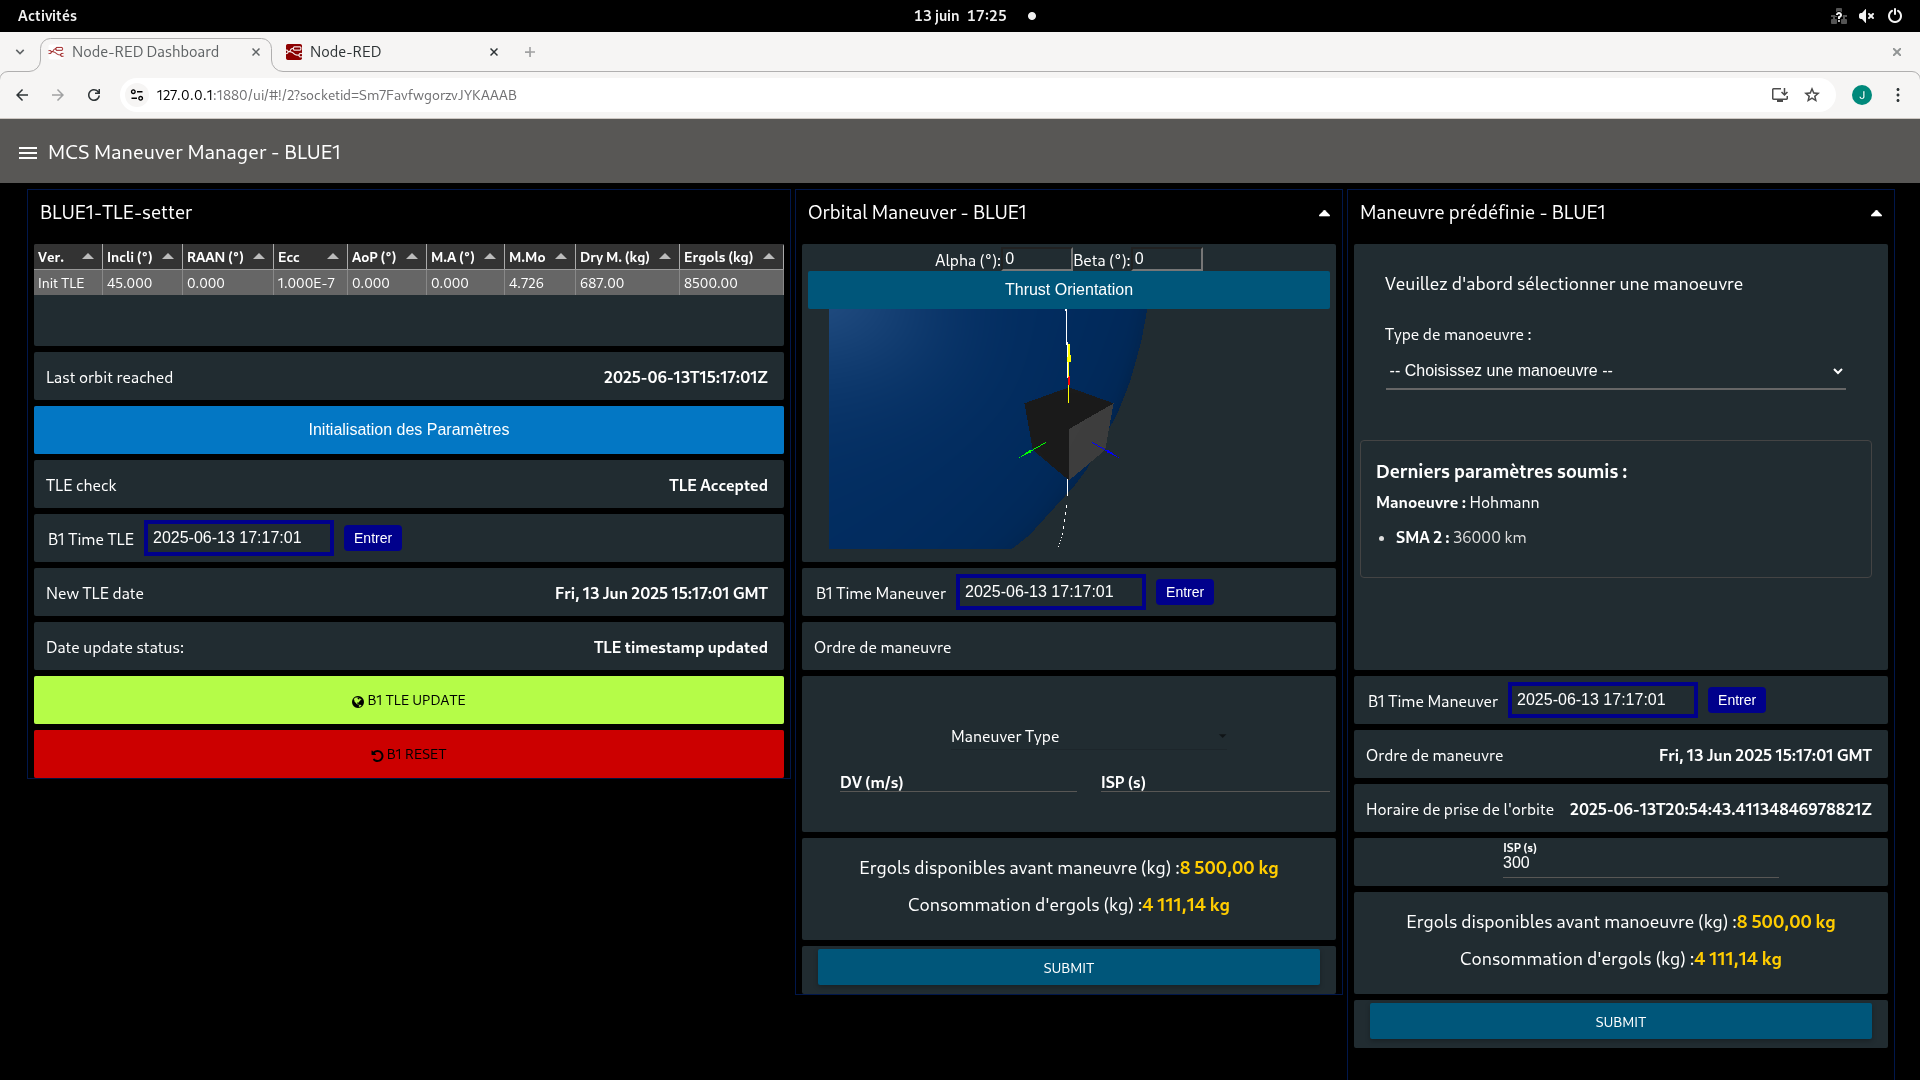 Activités
13 juin 17:25
Node-RED Dashboard
Node-RED
127.0.0.1:1880/ui/#!/2?socketid=Sm7FavfwgorzvJYKAAAB
J
MCS Maneuver Manager - BLUE1
BLUE1-TLE-setter
Ver. Incli (°) RAAN (°) Ecc AoP (°) M.A (°) M.Mo Dry M. (kg) Ergols (kg)
Init TLE 45.000 0.000 1.000E-7 0.000 0.000 4.726 687.00 8500.00
Last orbit reached 2025-06-13T15:17:01Z
Initialisation des Paramètres
TLE check TLE Accepted
B1 Time TLE 2025-06-13 17:17:01 Entrer
New TLE date Fri, 13 Jun 2025 15:17:01 GMT
Date update status: TLE timestamp updated
B1 TLE UPDATE
B1 RESET
Orbital Maneuver - BLUE1
Alpha (°): 0 Beta (°): 0
Thrust Orientation
B1 Time Maneuver 2025-06-13 17:17:01 Entrer
Ordre de maneuvre
Maneuver Type
DV (m/s) ISP (s)
Ergols disponibles avant maneuvre (kg) :8 500,00 kg
Consommation d'ergols (kg) :4 111,14 kg
SUBMIT
Maneuvre prédéfinie - BLUE1
Veuillez d'abord sélectionner une manoeuvre
Type de manoeuvre :
-- Choisissez une manoeuvre --
Derniers paramètres soumis :
Manoeuvre : Hohmann
• SMA 2 : 36000 km
B1 Time Maneuver 2025-06-13 17:17:01 Entrer
Ordre de maneuvre Fri, 13 Jun 2025 15:17:01 GMT
Horaire de prise de l'orbite 2025-06-13T20:54:43.41134846978821Z
ISP (s)
300
Ergols disponibles avant manoeuvre (kg) :8 500,00 kg
Consommation d'ergols (kg) :4 111,14 kg
SUBMIT